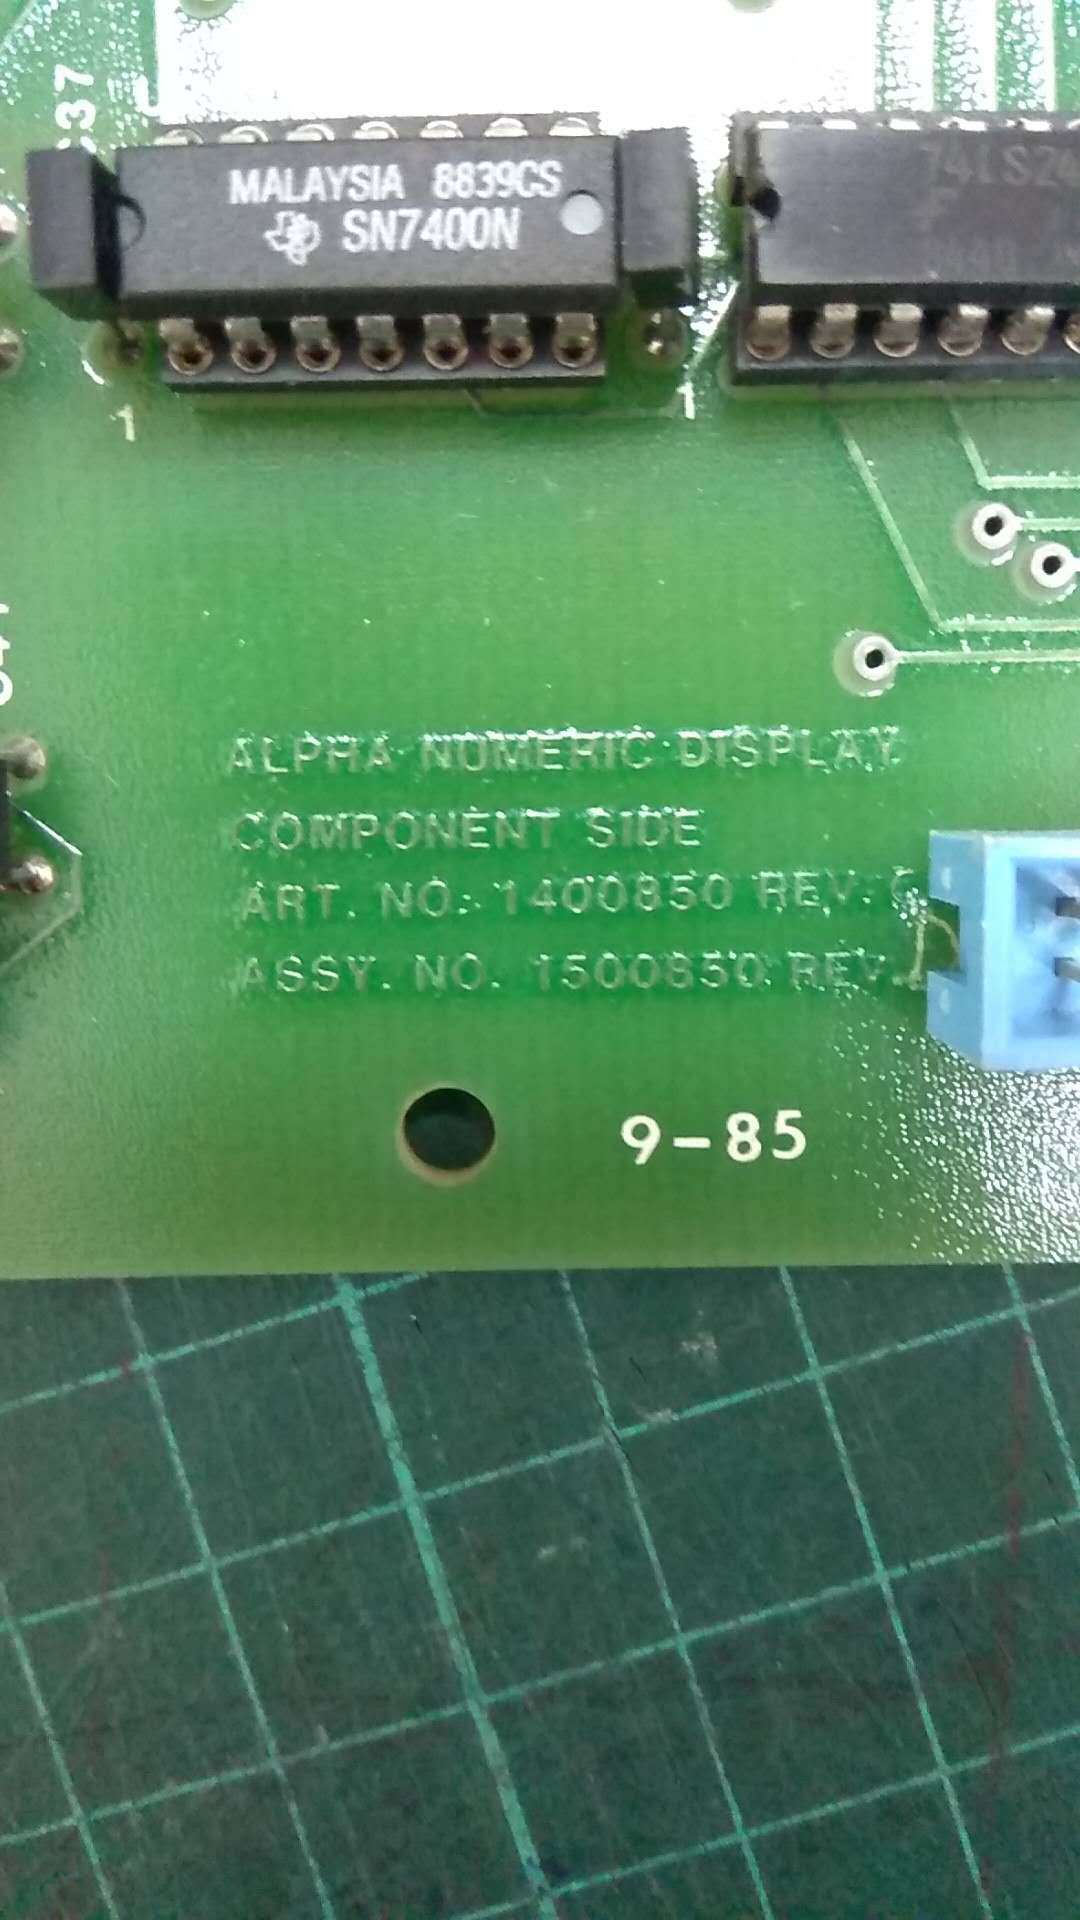 MALAYSIA 8839CS
SN7400N
1
1
ALPHA NUMERIC DISPLAY
COMPONENT SIDE
ART. NO. 1400850 REV.
ASSY. NO. 1500850 REV.
9-85